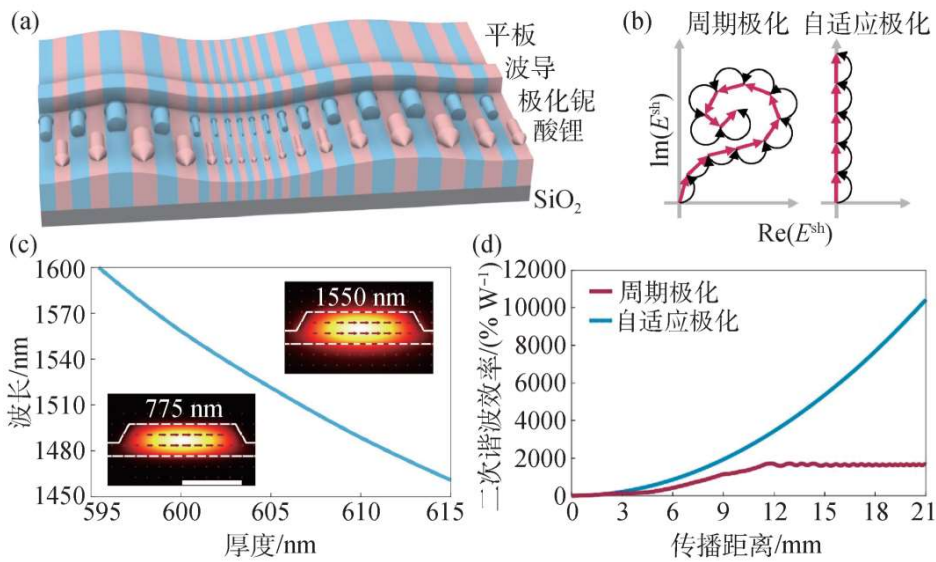 (a)
平板
波导
极化铌
酸锂
SiO₂
(b)
周期极化
自适应极化
Im(Eˢʰ)
Re(Eˢʰ)
(c)
波长/nm
1600
1570
1540
1510
1480
1450
1550 nm
775 nm
595
600
605
610
615
厚度/nm
(d)
二次谐波效率/(% W⁻¹)
12000
10000
8000
6000
4000
2000
0
周期极化
自适应极化
0
3
6
9
12
15
18
21
传播距离/mm